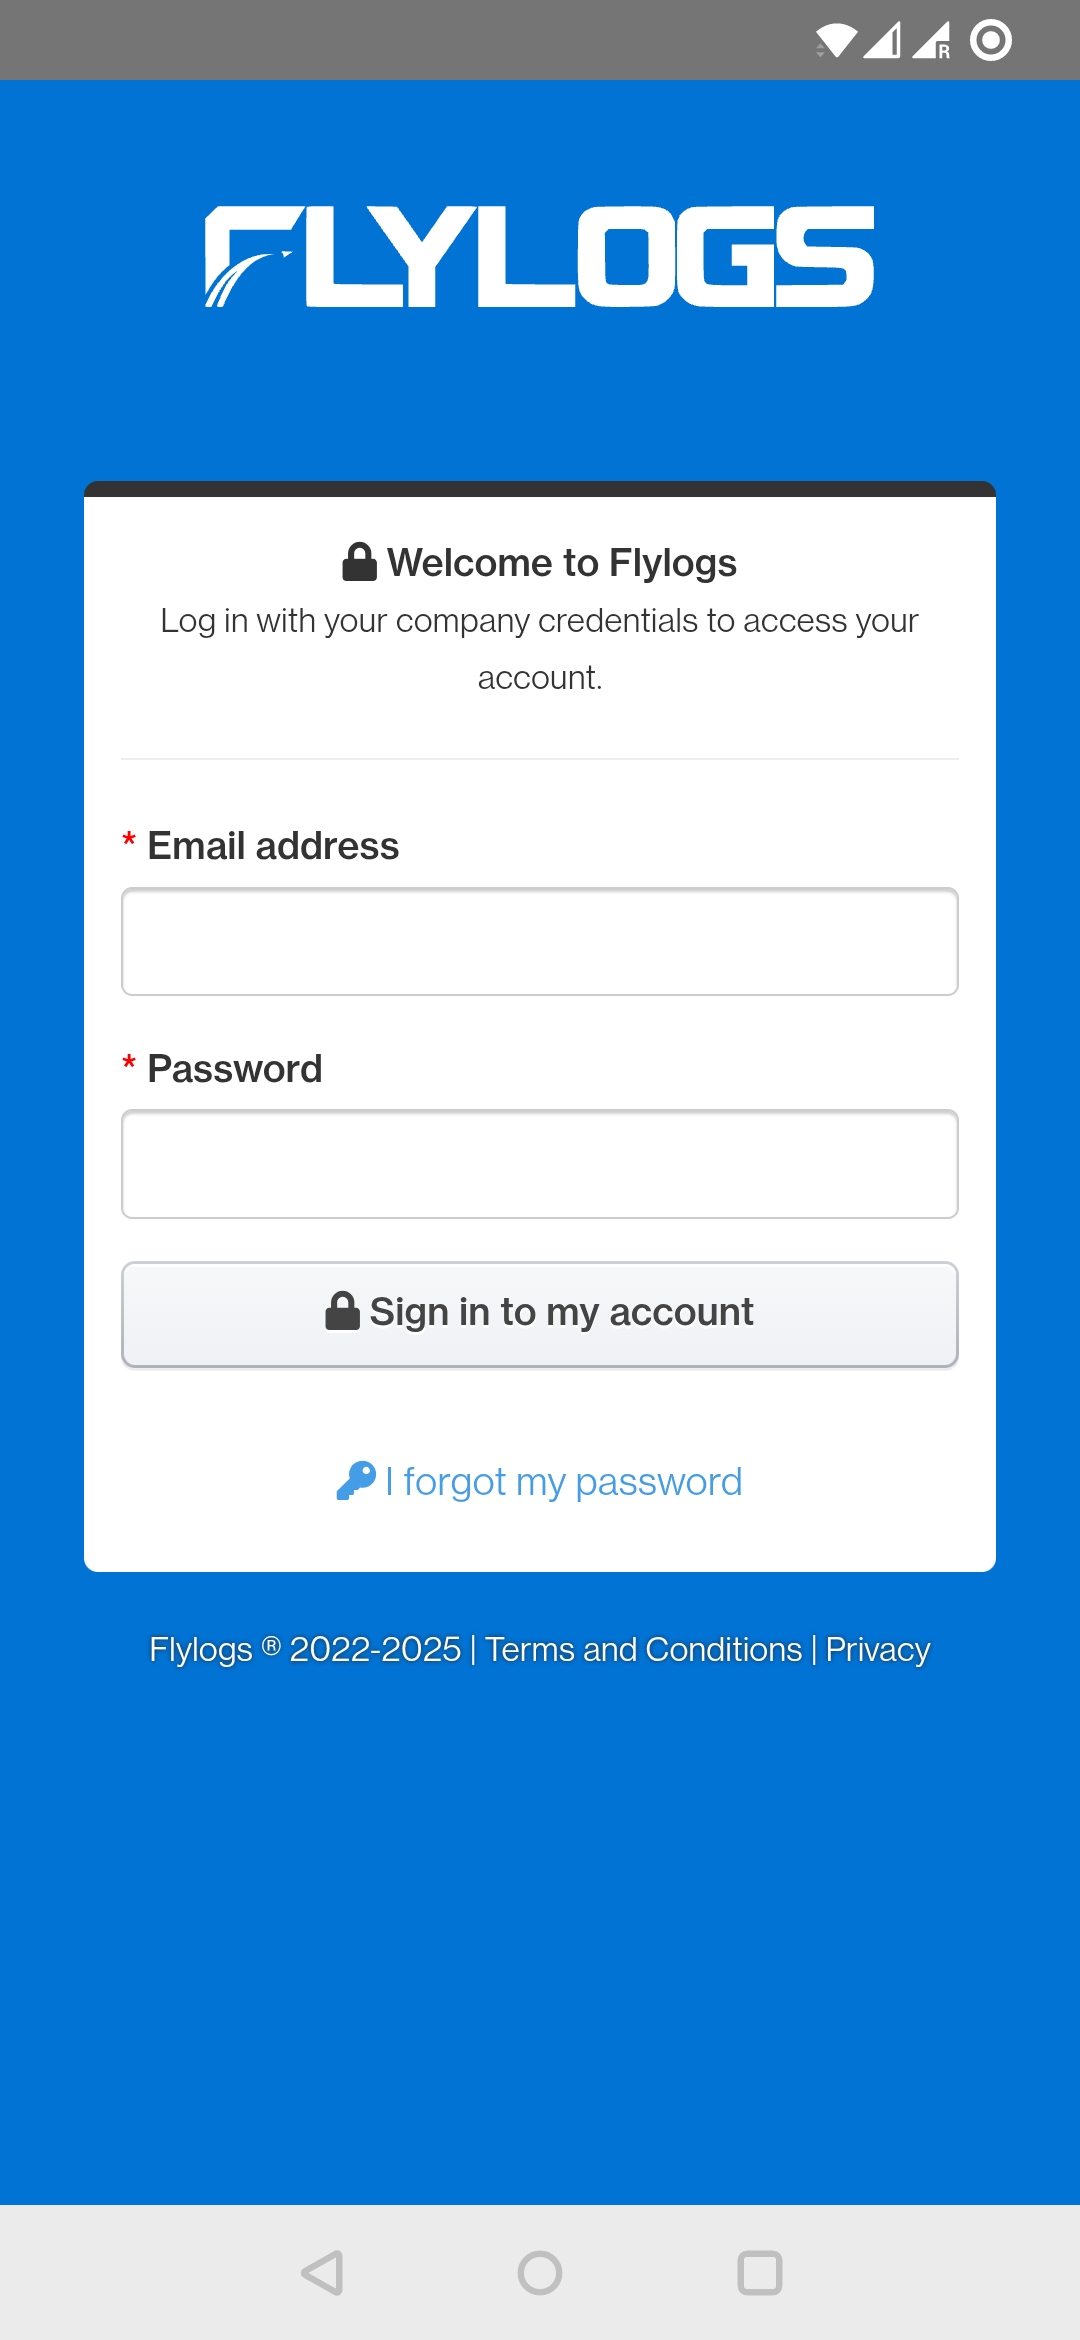 R
FLYLOGS
Welcome to Flylogs
Log in with your company credentials to access your
account.
* Email address
* Password
Sign in to my account
I forgot my password
Flylogs ® 2022-2025 | Terms and Conditions | Privacy